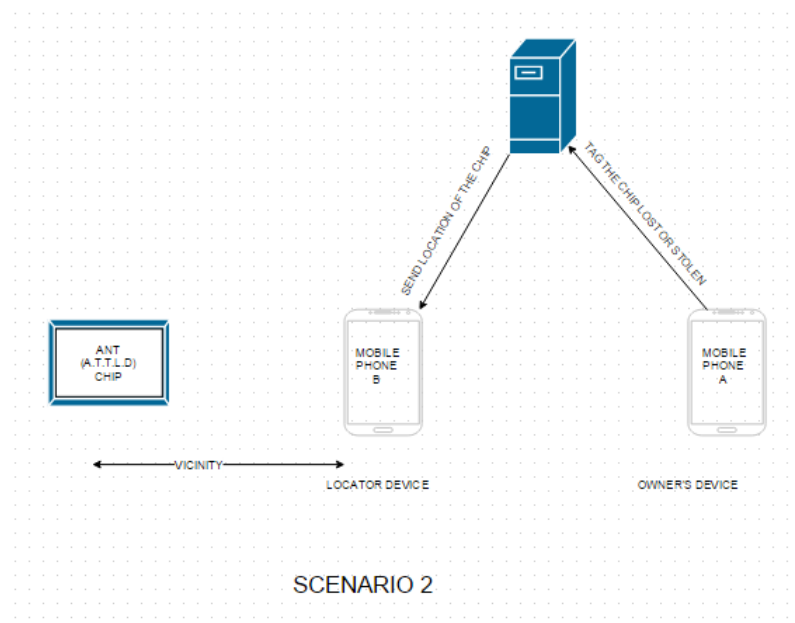 SEND LOCATION OF THE CHIP
TAG THE CHIP LOST OR STOLEN
ANT
(A.T.T.L.D)
CHIP
MOBILE
PHONE
B
MOBILE
PHONE
A
VICINITY
LOCATOR DEVICE
OWNER'S DEVICE
SCENARIO 2